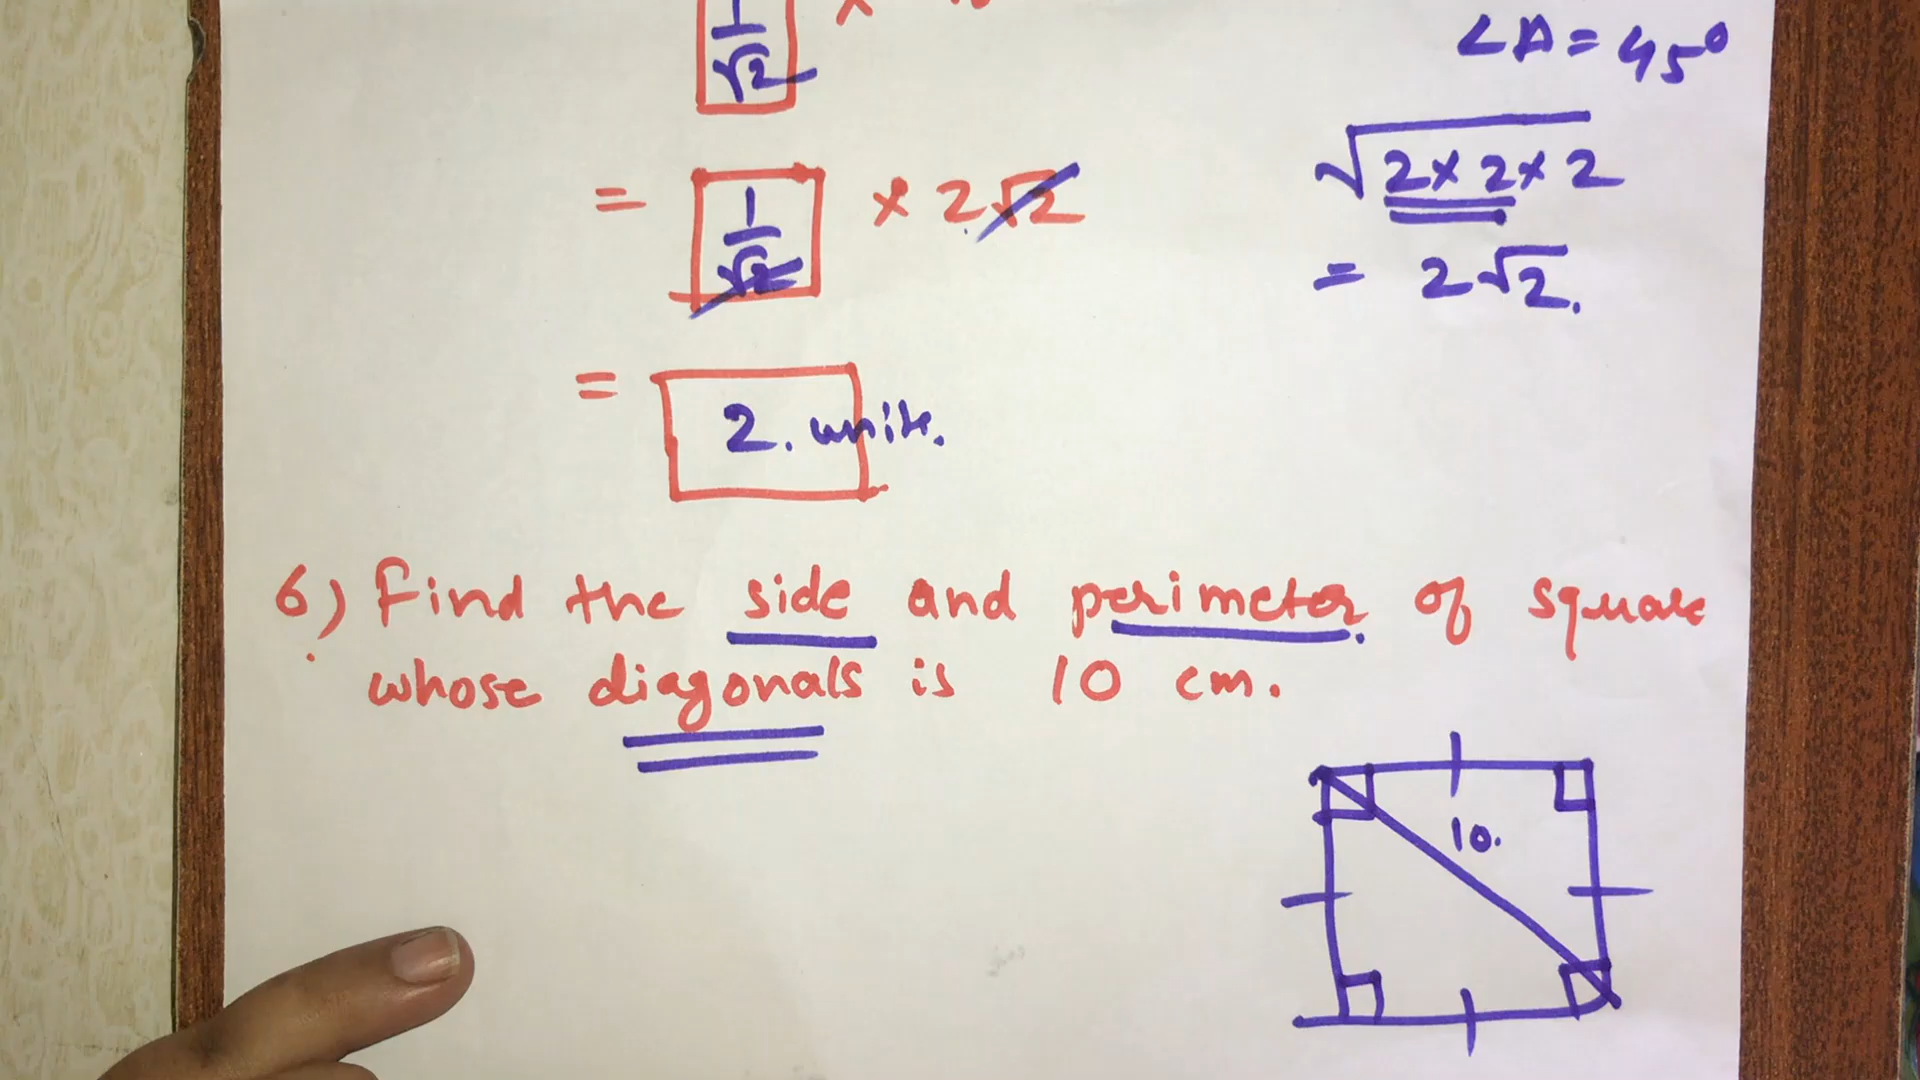 1/√2 ×
∠A = 45°
= 1/√2 × 2√2
√2×2×2
= 2√2.
= 2. unit.
6) Find the side and perimeter of square
whose diagonals is 10 cm.
10.